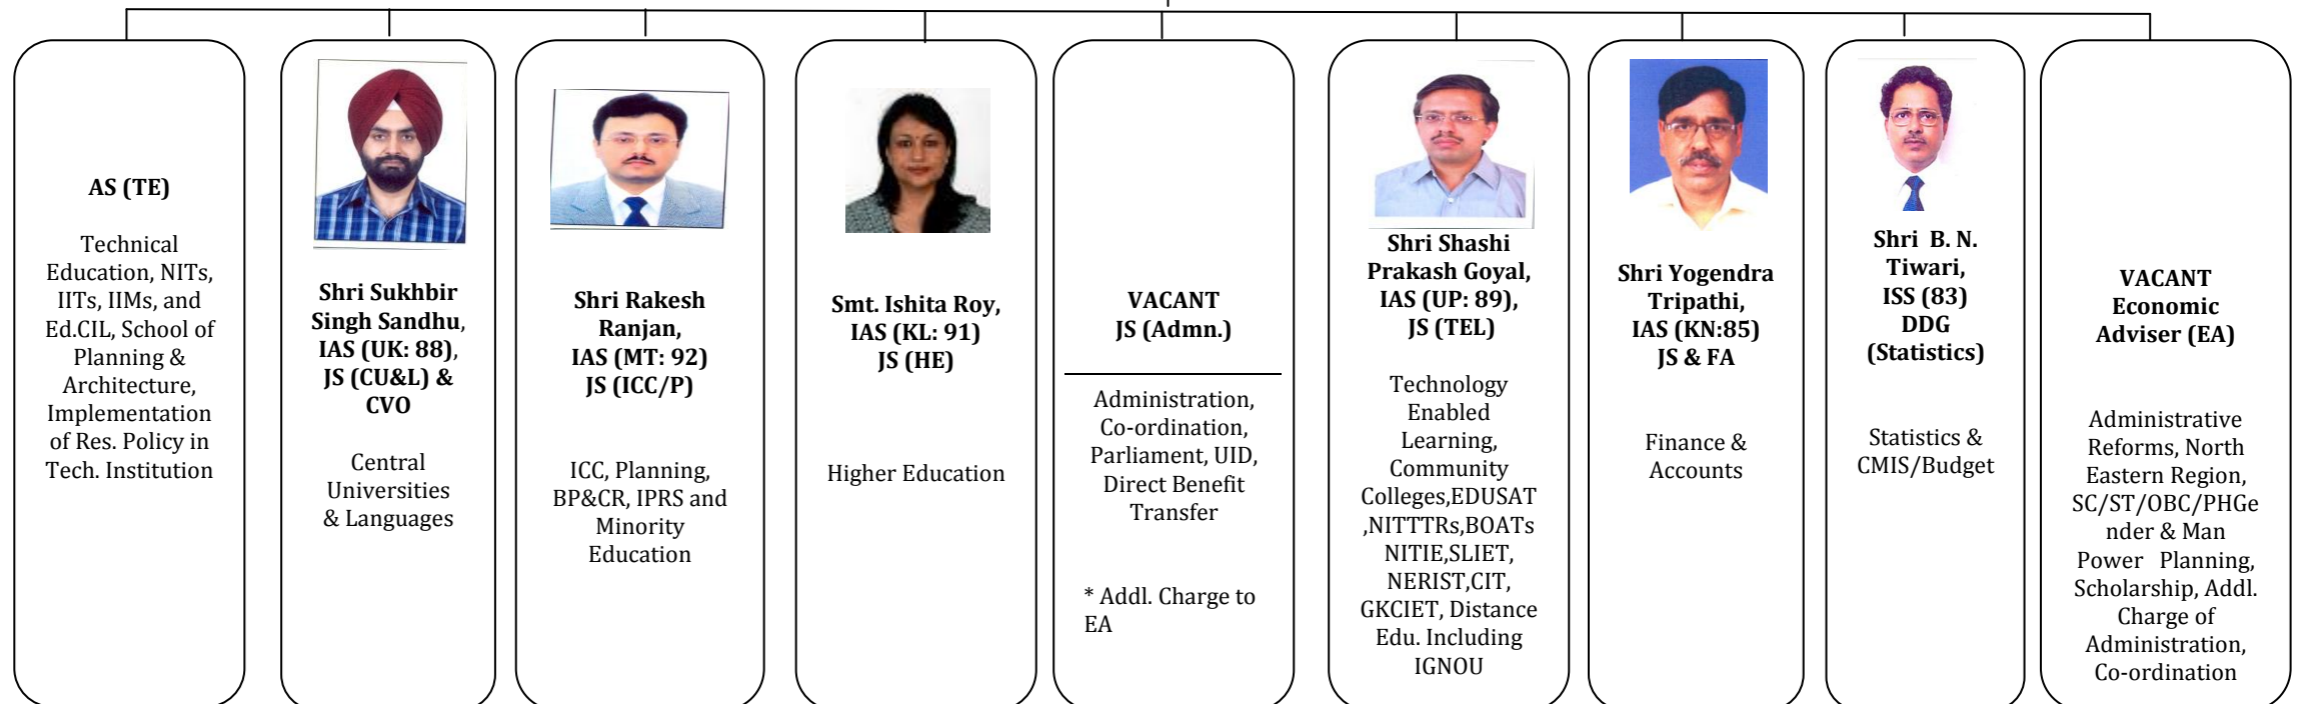 AS (TE)
Technical
Education, NITs,
IITs, IIMs, and
Ed.CIL, School of
Planning &
Architecture,
Implementation
of Res. Policy in
Tech. Institution
Shri Sukhbir
Singh Sandhu,
IAS (UK: 88),
JS (CU&L) &
CVO
Central
Universities
& Languages
Shri Rakesh
Ranjan,
IAS (MT: 92)
JS (ICC/P)
ICC, Planning,
BP&CR, IPRS and
Minority
Education
Smt. Ishita Roy,
IAS (KL: 91)
JS (HE)
Higher Education
VACANT
JS (Admn.)
Administration,
Co-ordination,
Parliament, UID,
Direct Benefit
Transfer
* Addl. Charge to
EA
Shri Shashi
Prakash Goyal,
IAS (UP: 89),
JS (TEL)
Technology
Enabled
Learning,
Community
Colleges,EDUSAT
,NITTTRs,BOATs
NITIE,SLIET,
NERIST,CIT,
GKCIET, Distance
Edu. Including
IGNOU
Shri Yogendra
Tripathi,
IAS (KN:85)
JS & FA
Finance &
Accounts
Shri B. N.
Tiwari,
ISS (83)
DDG
(Statistics)
Statistics &
CMIS/Budget
VACANT
Economic
Adviser (EA)
Administrative
Reforms, North
Eastern Region,
SC/ST/OBC/PHGe
nder & Man
Power Planning,
Scholarship, Addl.
Charge of
Administration,
Co-ordination